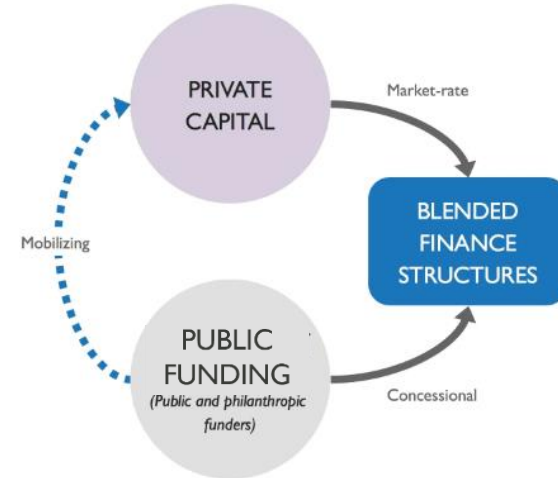 PRIVATE
CAPITAL
Market-rate
BLENDED
FINANCE
STRUCTURES
Mobilizing
PUBLIC
FUNDING
(Public and philanthropic
funders)
Concessional